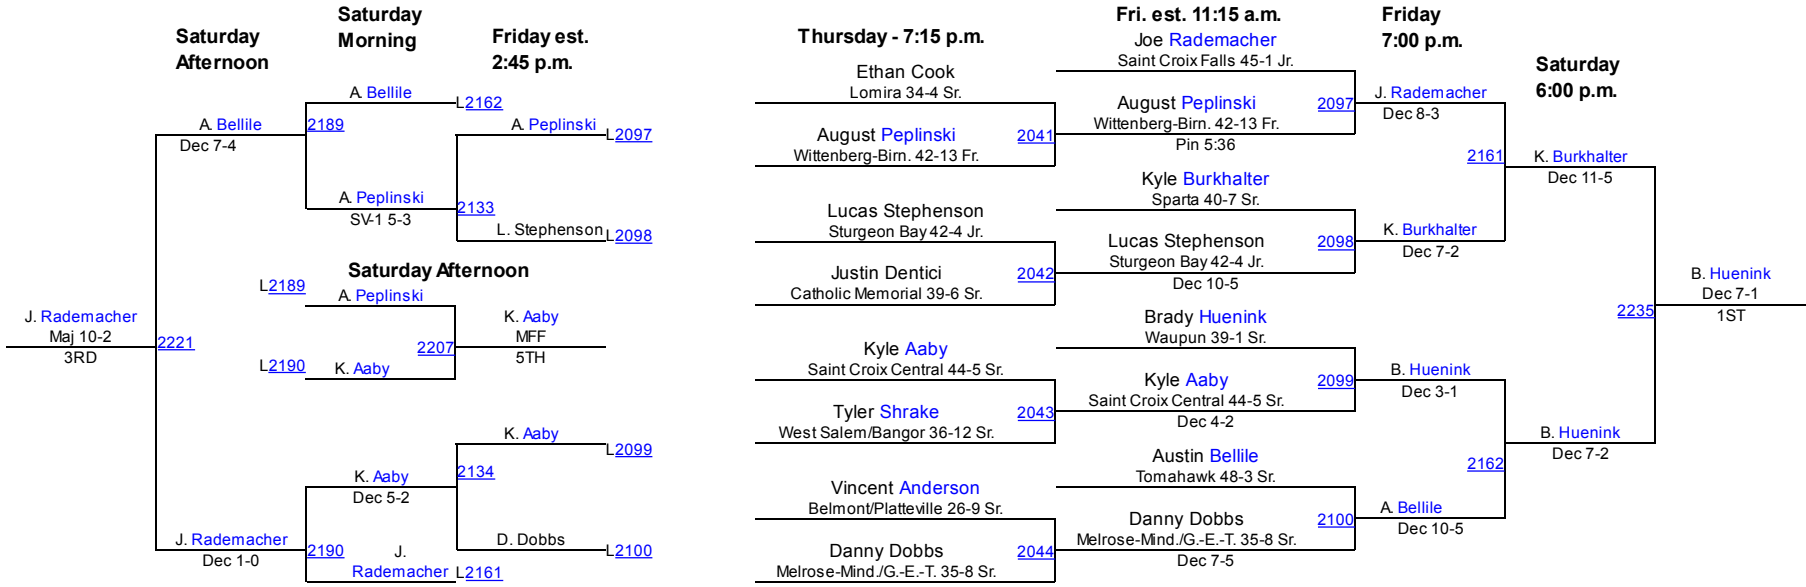 Saturday
Afternoon
Saturday
Morning
Friday est.
2:45 p.m.
A. Bellile
L2162
A. Bellile
Dec 7-4
2189
A. Peplinski
L2097
A. Peplinski
SV-1 5-3
2133
L. Stephenson
L2098
Saturday Afternoon
L2189
A. Peplinski
J. Rademacher
Maj 10-2
3RD
2221
2207
K. Aaby
MFF
5TH
L2190
K. Aaby
K. Aaby
L2099
K. Aaby
Dec 5-2
2134
J. Rademacher
Dec 1-0
2190
D. Dobbs
L2100
J.
Rademacher
L2161
Thursday - 7:15 p.m.
Fri. est. 11:15 a.m.
Friday
7:00 p.m.
Saturday
6:00 p.m.
Ethan Cook
Lomira 34-4 Sr.
August Peplinski
Wittenberg-Birn. 42-13 Fr.
2041
Lucas Stephenson
Sturgeon Bay 42-4 Jr.
Justin Dentici
Catholic Memorial 39-6 Sr.
2042
Kyle Aaby
Saint Croix Central 44-5 Sr.
Tyler Shrake
West Salem/Bangor 36-12 Sr.
2043
Vincent Anderson
Belmont/Platteville 26-9 Sr.
Danny Dobbs
Melrose-Mind./G.-E.-T. 35-8 Sr.
2044
Joe Rademacher
Saint Croix Falls 45-1 Jr.
August Peplinski
Wittenberg-Birn. 42-13 Fr.
Pin 5:36
2097
Kyle Burkhalter
Sparta 40-7 Sr.
Lucas Stephenson
Sturgeon Bay 42-4 Jr.
Dec 10-5
2098
Brady Huenink
Waupun 39-1 Sr.
Kyle Aaby
Saint Croix Central 44-5 Sr.
Dec 4-2
2099
Austin Bellile
Tomahawk 48-3 Sr.
Danny Dobbs
Melrose-Mind./G.-E.-T. 35-8 Sr.
Dec 7-5
2100
J. Rademacher
Dec 8-3
2161
K. Burkhalter
Dec 7-2
B. Huenink
Dec 3-1
2162
A. Bellile
Dec 10-5
K. Burkhalter
Dec 11-5
2235
B. Huenink
Dec 7-2
B. Huenink
Dec 7-1
1ST